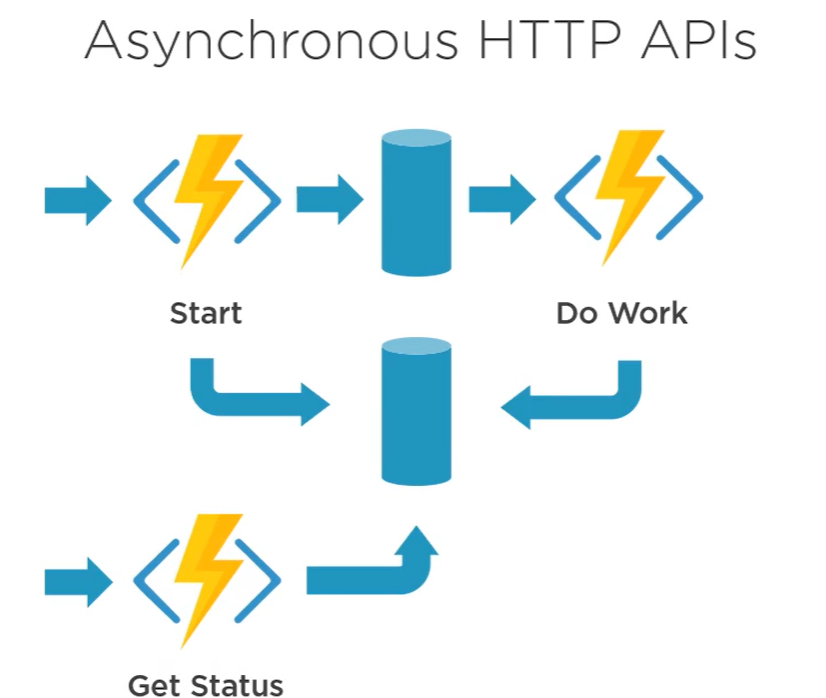 Asynchronous HTTP APIs
Start
Do Work
Get Status